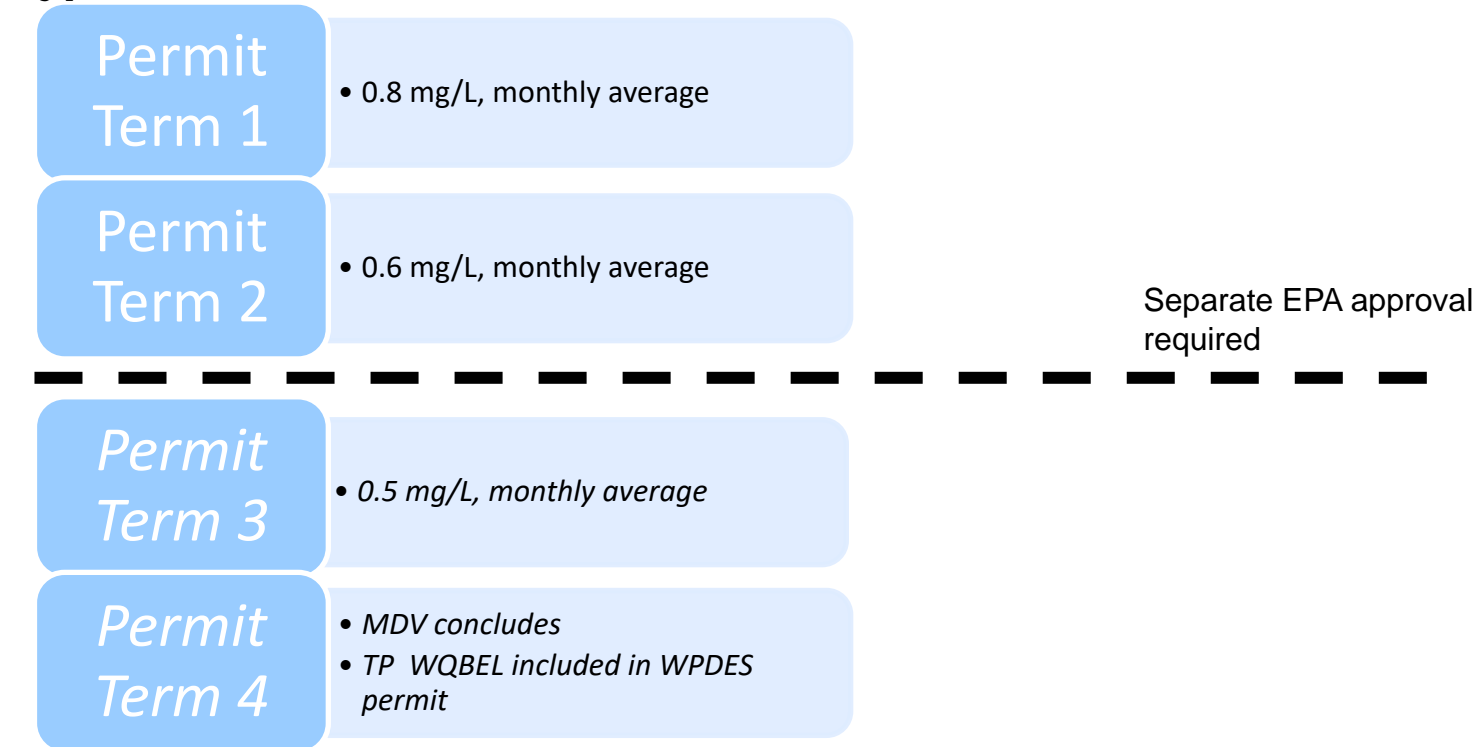 Permit
Term 1
• 0.8 mg/L, monthly average
Permit
Term 2
• 0.6 mg/L, monthly average
Separate EPA approval
required
Permit
Term 3
• 0.5 mg/L, monthly average
Permit
Term 4
• MDV concludes
• TP WQBEL included in WPDES
permit